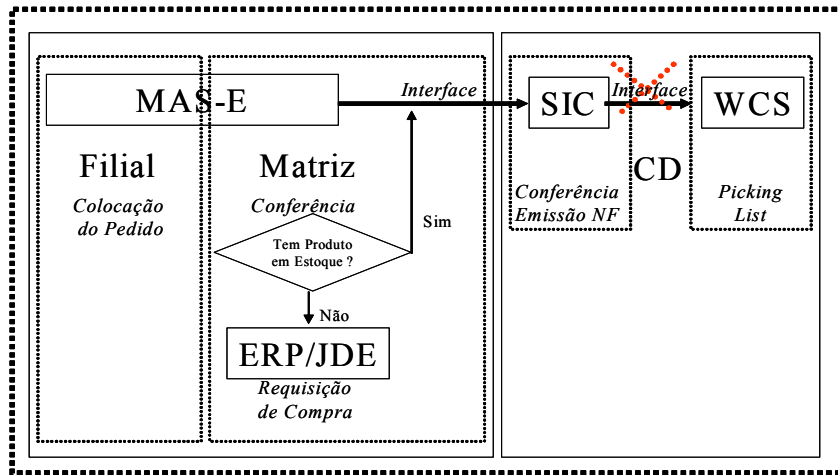 MAS-E
Interface
SIC
Interface
WCS
Filial
Matriz
CD
Colocação
do Pedido
Conferência
Sim
Conferência
Emissão NF
Picking
List
Tem Produto
em Estoque ?
Não
ERP/JDE
Requisição
de Compra